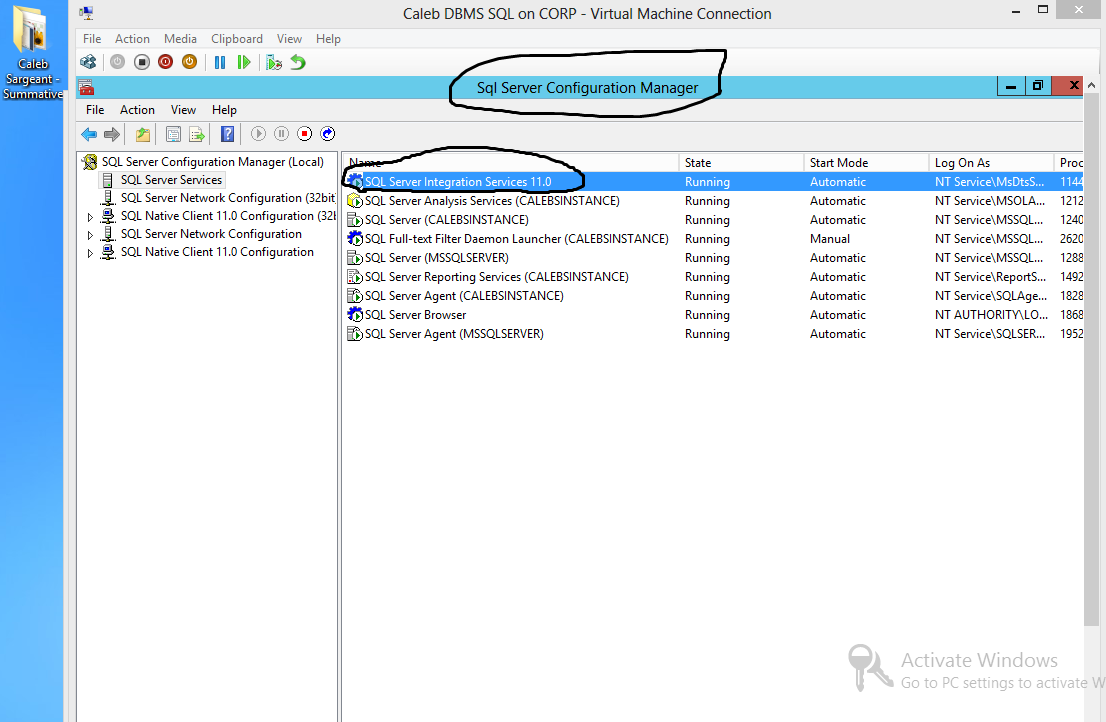 Caleb DBMS SQL on CORP - Virtual Machine Connection
Caleb
Sargeant -
Summative
File Action Media Clipboard View Help
Sql Server Configuration Manager
File Action View Help
SQL Server Configuration Manager (Local)
SQL Server Services
SQL Server Network Configuration (32bit
SQL Native Client 11.0 Configuration (32b
SQL Server Network Configuration
SQL Native Client 11.0 Configuration
Name State Start Mode Log On As Proc
SQL Server Integration Services 11.0 Running Automatic NT Service\MsDtsS... 1144
SQL Server Analysis Services (CALEBSINSTANCE) Running Automatic NT Service\MSOLA... 1212
SQL Server (CALEBSINSTANCE) Running Automatic NT Service\MSSQL... 1240
SQL Full-text Filter Daemon Launcher (CALEBSINSTANCE) Running Manual NT Service\MSSQL... 2620
SQL Server (MSSQLSERVER) Running Automatic NT Service\MSSQL... 1288
SQL Server Reporting Services (CALEBSINSTANCE) Running Automatic NT Service\ReportS... 1492
SQL Server Agent (CALEBSINSTANCE) Running Automatic NT Service\SQLAge... 1828
SQL Server Browser Running Automatic NT AUTHORITY\LO... 1868
SQL Server Agent (MSSQLSERVER) Running Automatic NT Service\SQLSER... 1952
Activate Windows
Go to PC settings to activate W